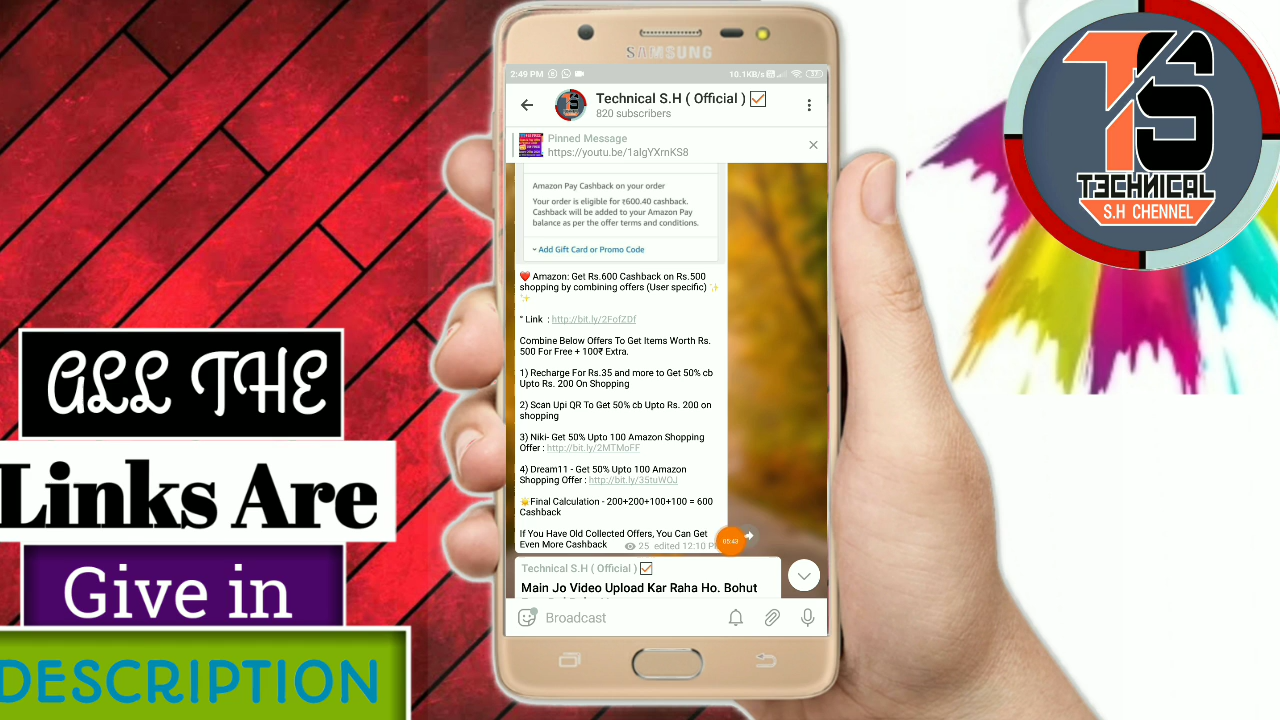 ALL THE
Links Are
Give in
DESCRIPTION
SAMSUNG
2:49 PM
10.1KB/s
Technical S.H ( Official )
820 subscribers
Pinned Message
https://youtu.be/1algYXrnKS8
Amazon Pay Cashback on your order
Your order is eligible for ₹600.40 cashback.
Cashback will be added to your Amazon Pay
balance as per the offer terms and conditions.
Add Gift Card or Promo Code
❤️ Amazon: Get Rs.600 Cashback on Rs.500
shopping by combining offers (User specific) ✨
✨
* Link : http://bit.ly/2FofZDf
Combine Below Offers To Get Items Worth Rs.
500 For Free + 100₹ Extra.
1) Recharge For Rs.35 and more to Get 50% cb
Upto Rs. 200 On Shopping
2) Scan Upi QR To Get 50% cb Upto Rs. 200 on
shopping
3) Niki- Get 50% Upto 100 Amazon Shopping
Offer : http://bit.ly/2MTMoFF
4) Dream11 - Get 50% Upto 100 Amazon
Shopping Offer : http://bit.ly/35tuWOJ
🌟Final Calculation - 200+200+100+100 = 600
Cashback
If You Have Old Collected Offers, You Can Get
Even More Cashback
25 edited 12:10
05:43
Technical S.H ( Official )
Main Jo Video Upload Kar Raha Ho. Bohut
Broadcast
TS
TECHNICAL
S.H CHENNEL